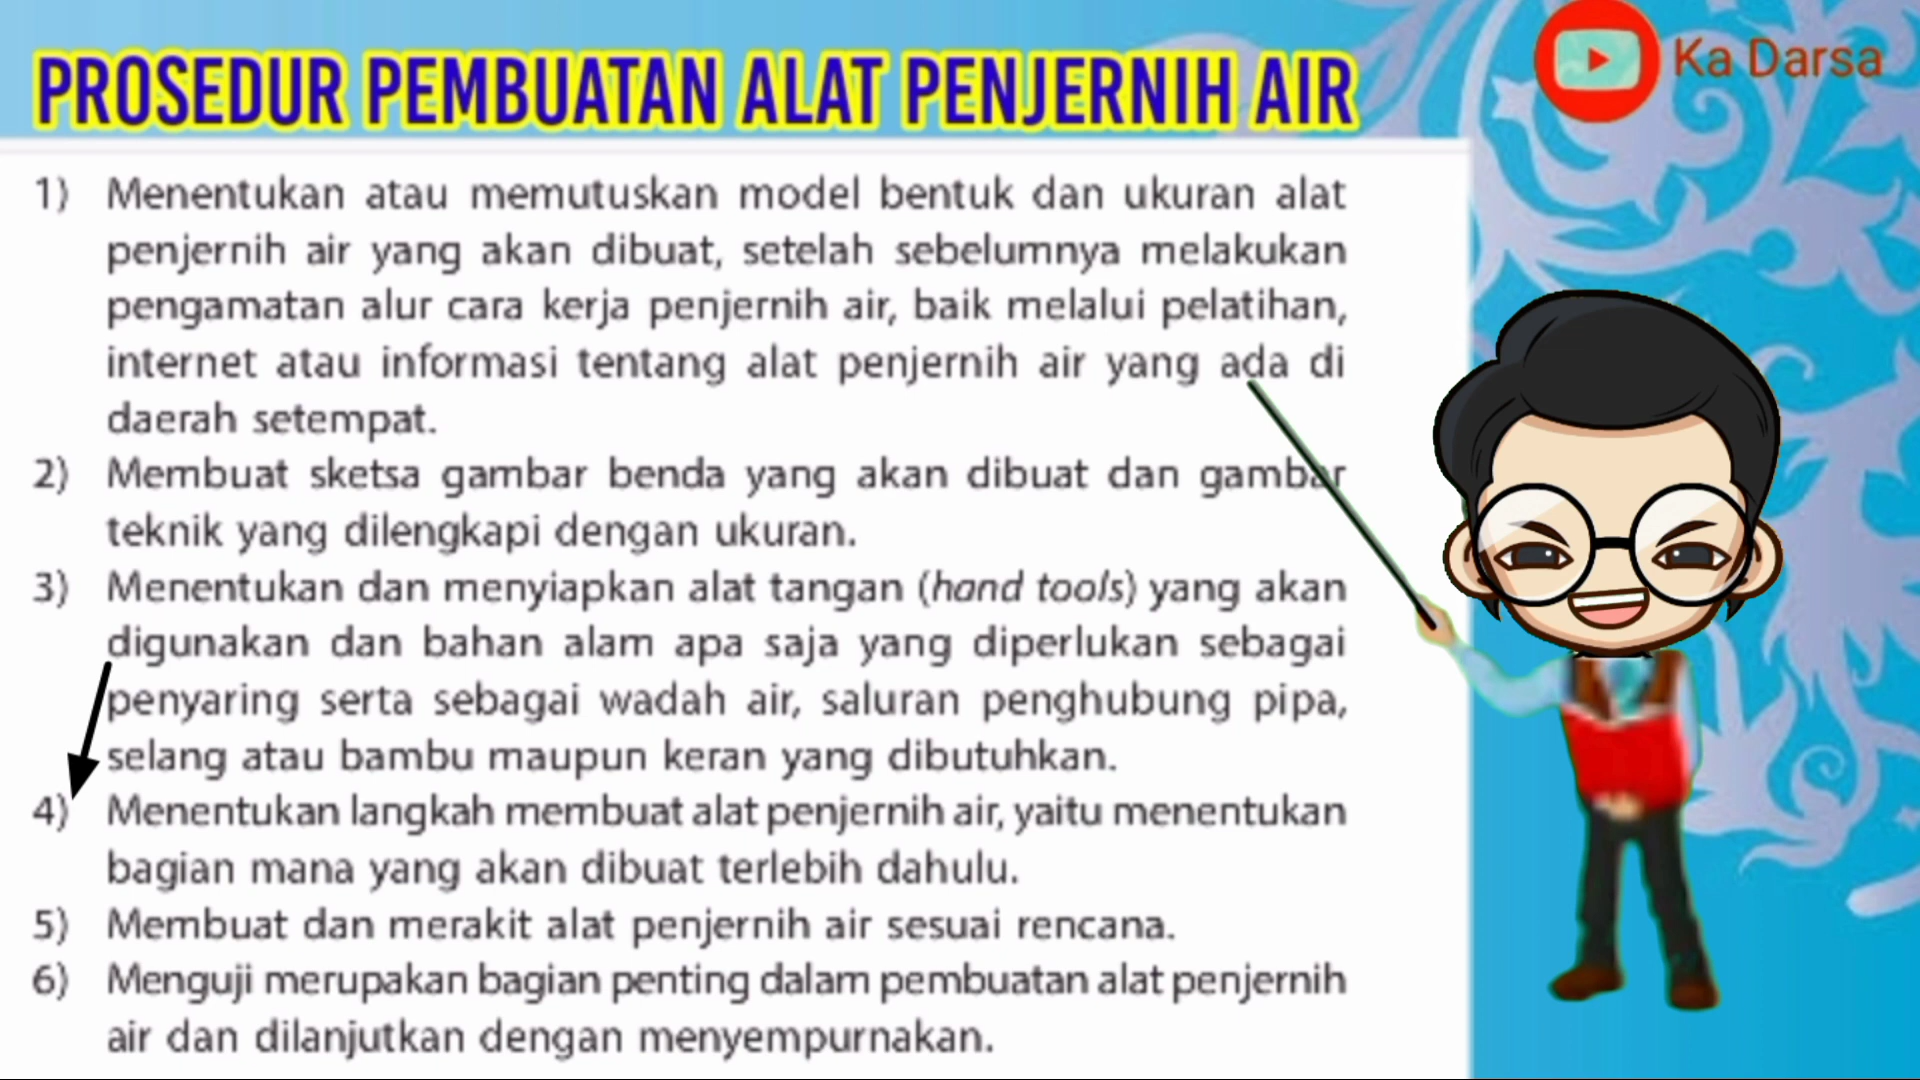 PROSEDUR PEMBUATAN ALAT PENJERNIH AIR
Ka Darsa
1) Menentukan atau memutuskan model bentuk dan ukuran alat
penjernih air yang akan dibuat, setelah sebelumnya melakukan
pengamatan alur cara kerja penjernih air, baik melalui pelatihan,
internet atau informasi tentang alat penjernih air yang ada di
daerah setempat.
2) Membuat sketsa gambar benda yang akan dibuat dan gambar
teknik yang dilengkapi dengan ukuran.
3) Menentukan dan menyiapkan alat tangan (hand tools) yang akan
digunakan dan bahan alam apa saja yang diperlukan sebagai
penyaring serta sebagai wadah air, saluran penghubung pipa,
selang atau bambu maupun keran yang dibutuhkan.
4) Menentukan langkah membuat alat penjernih air, yaitu menentukan
bagian mana yang akan dibuat terlebih dahulu.
5) Membuat dan merakit alat penjernih air sesuai rencana.
6) Menguji merupakan bagian penting dalam pembuatan alat penjernih
air dan dilanjutkan dengan menyempurnakan.